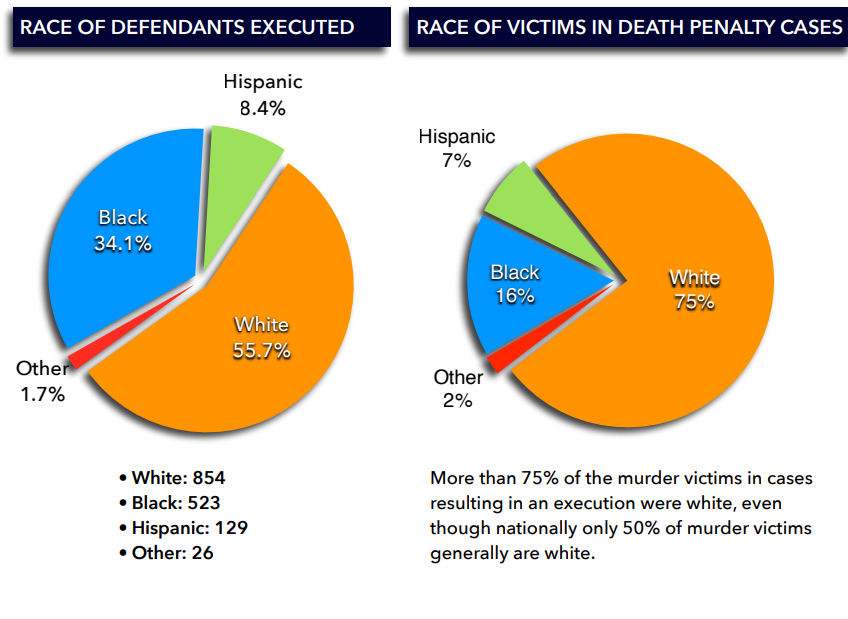 RACE OF DEFENDANTS EXECUTED
Hispanic
8.4%
Black
34.1%
White
55.7%
Other
1.7%
• White: 854
• Black: 523
• Hispanic: 129
• Other: 26
RACE OF VICTIMS IN DEATH PENALTY CASES
Hispanic
7%
Black
16%
White
75%
Other
2%
More than 75% of the murder victims in cases
resulting in an execution were white, even
though nationally only 50% of murder victims
generally are white.